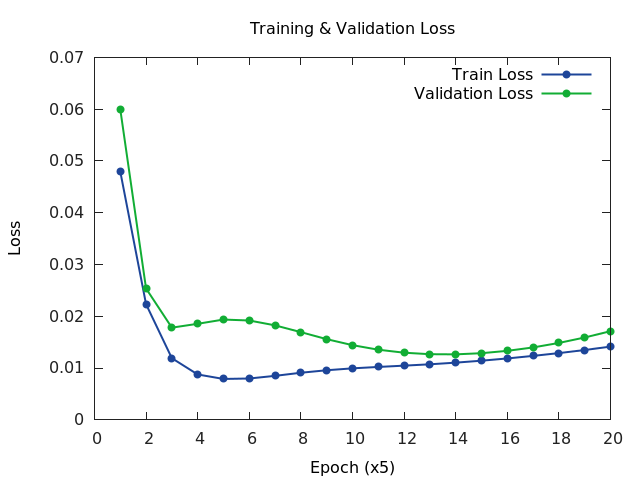 Training & Validation Loss
0.07
0.06
0.05
0.04
0.03
0.02
0.01
0
Train Loss
Validation Loss
Loss
0 2 4 6 8 10 12 14 16 18 20
Epoch (x5)